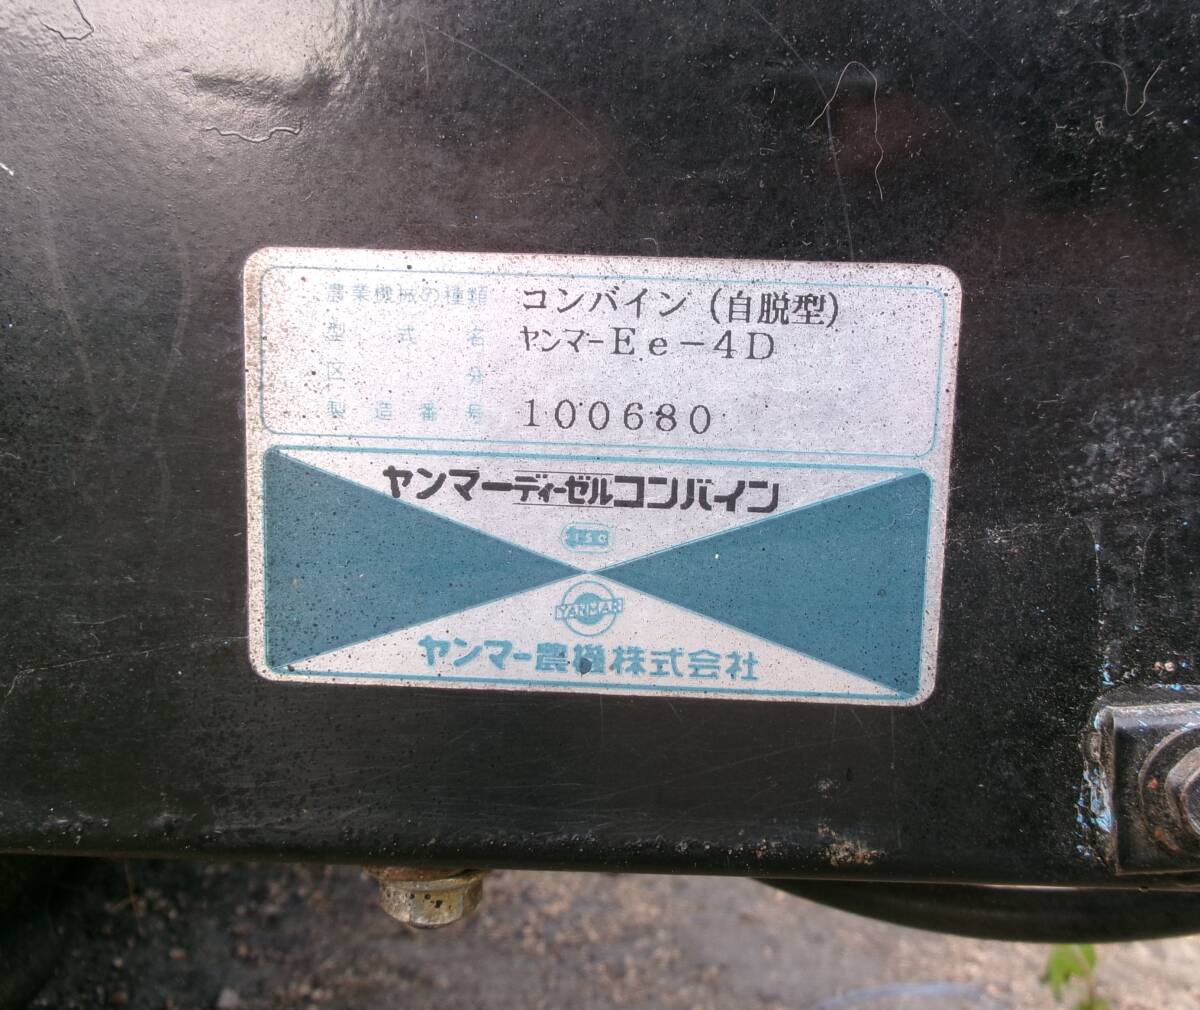 農業機械の種類 コンバイン (自脱型)
型式名 ヤンマーEe-4D
区分
製造番号 100680
ヤンマーディーゼルコンバイン
YANMAR
ヤンマー農機株式会社